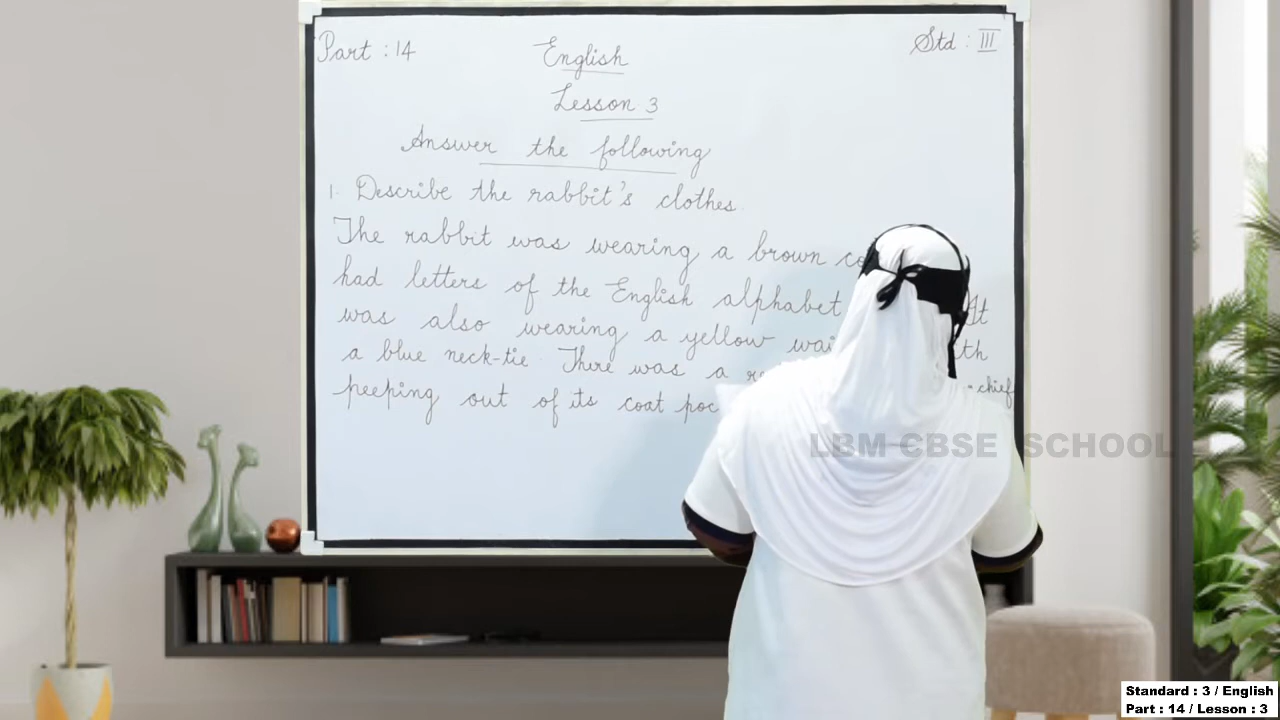 Part : 14
English
Std : III
Lesson 3
Answer the following
1. Describe the rabbit's clothes.
The rabbit was wearing a brown
had letters of the English alphabet It
was also wearing a yellow
a blue neck-tie There was a
peeping out of its coat
-chief
LBM CBSE SCHOOL
Standard : 3 / English
Part : 14 / Lesson : 3